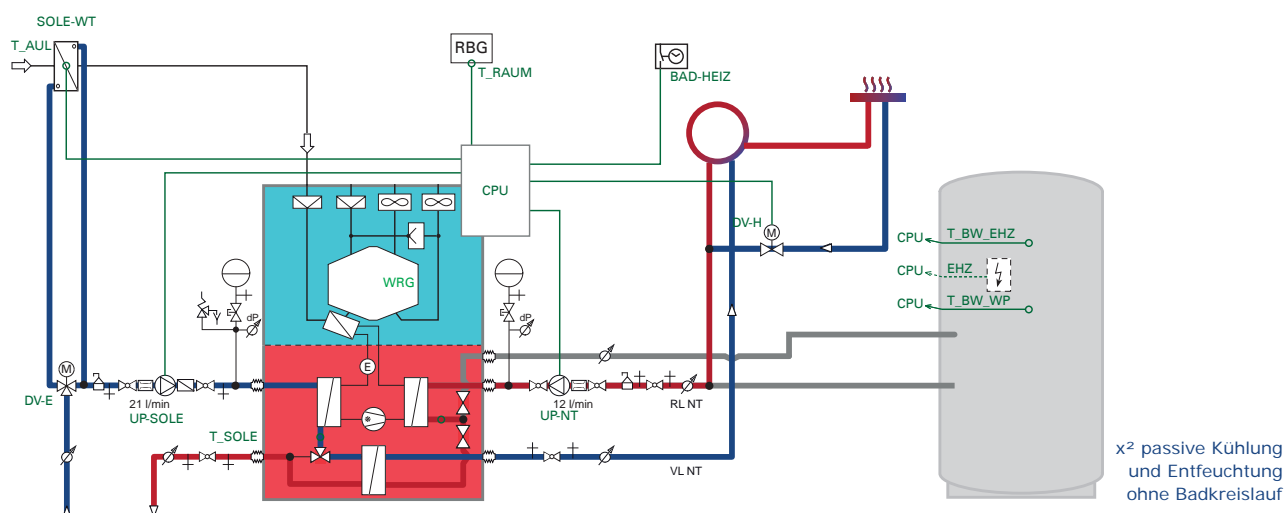 SOLE-WT
T_AUL
RBG
T_RAUM
BAD-HEIZ
CPU
DV-H
M
WRG
CPU
T_BW_EHZ
CPU
EHZ
CPU
T_BW_WP
dP
dP
E
M
DV-E
21 l/min
UP-SOLE
12 l/min
UP-NT
RL NT
T_SOLE
VL NT
x² passive Kühlung
und Entfeuchtung
ohne Badkreislauf